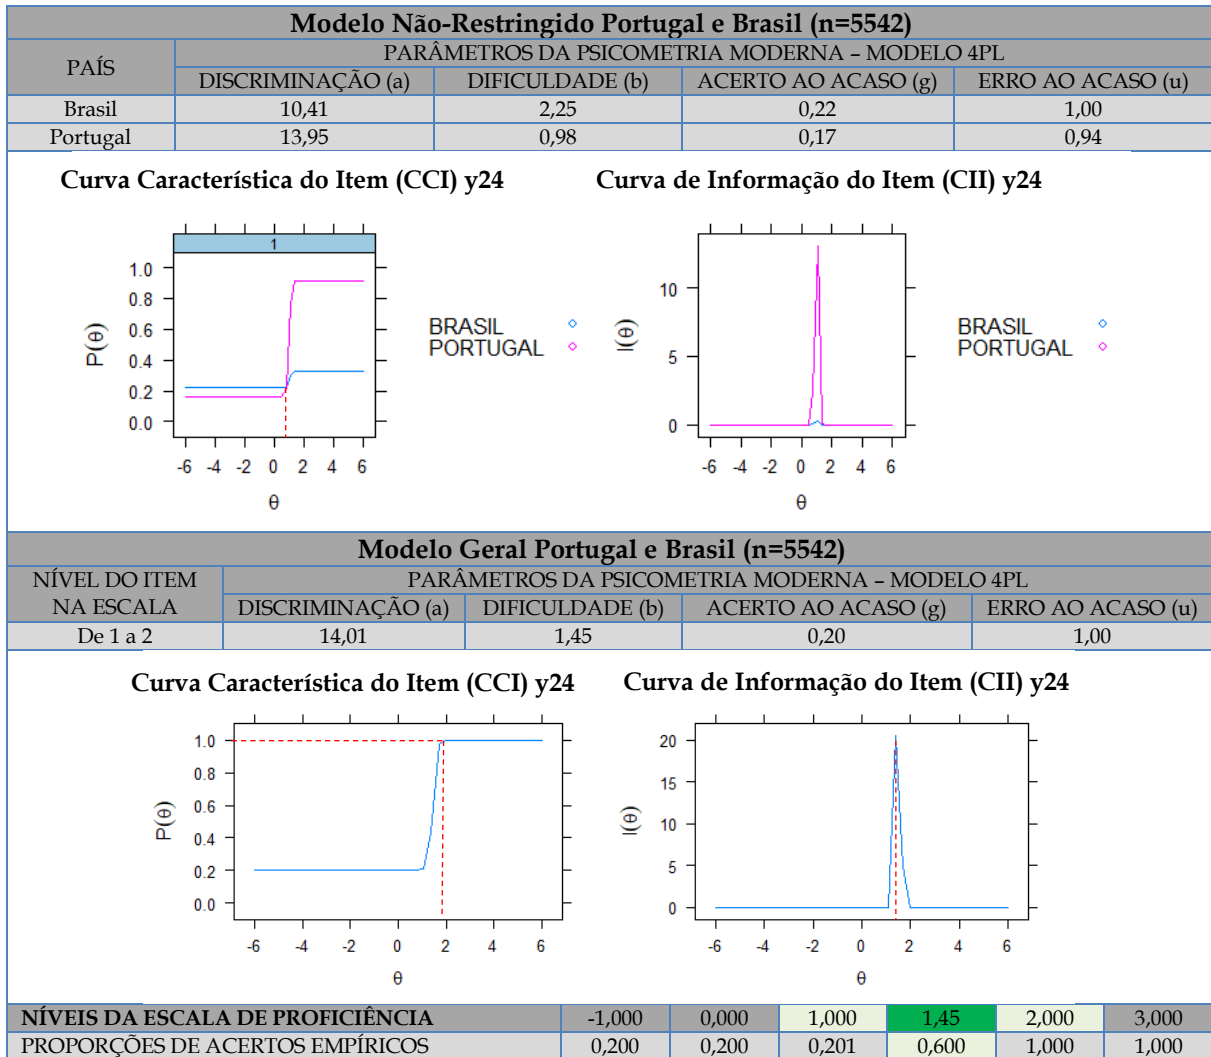 Modelo Não-Restringido Portugal e Brasil (n=5542)
PAÍS
PARÂMETROS DA PSICOMETRIA MODERNA – MODELO 4PL
DISCRIMINAÇÃO (a) DIFICULDADE (b) ACERTO AO ACASO (g) ERRO AO ACASO (u)
Brasil 10,41 2,25 0,22 1,00
Portugal 13,95 0,98 0,17 0,94
Curva Característica do Item (CCI) y24
Curva de Informação do Item (CII) y24
1
1.0
0.8
0.6
0.4
0.2
0.0
P(θ)
-6 -4 -2 0 2 4 6
θ
BRASIL
PORTUGAL
10
5
0
I(θ)
-6 -4 -2 0 2 4 6
θ
BRASIL
PORTUGAL
Modelo Geral Portugal e Brasil (n=5542)
NÍVEL DO ITEM
NA ESCALA
PARÂMETROS DA PSICOMETRIA MODERNA – MODELO 4PL
DISCRIMINAÇÃO (a) DIFICULDADE (b) ACERTO AO ACASO (g) ERRO AO ACASO (u)
De 1 a 2 14,01 1,45 0,20 1,00
Curva Característica do Item (CCI) y24
Curva de Informação do Item (CII) y24
1.0
0.8
0.6
0.4
0.2
0.0
P(θ)
-6 -4 -2 0 2 4 6
θ
20
15
10
5
0
I(θ)
-6 -4 -2 0 2 4 6
θ
NÍVEIS DA ESCALA DE PROFICIÊNCIA -1,000 0,000 1,000 1,45 2,000 3,000
PROPORÇÕES DE ACERTOS EMPÍRICOS 0,200 0,200 0,201 0,600 1,000 1,000